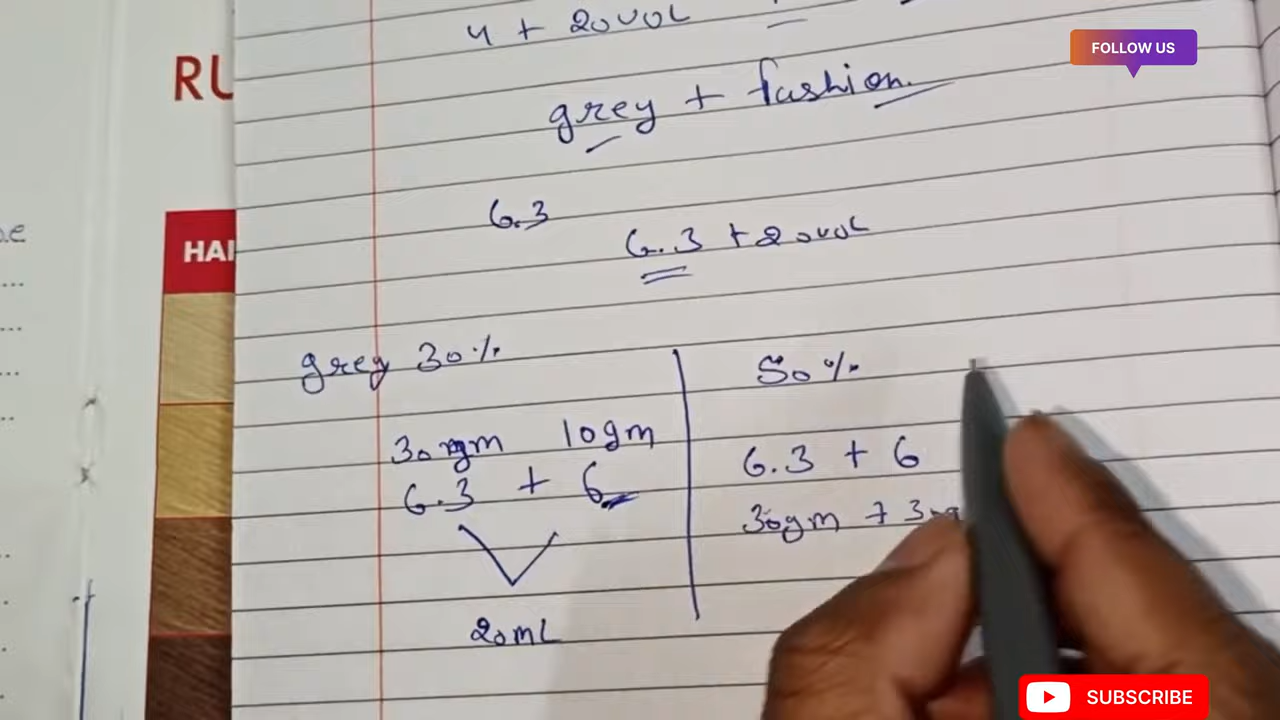 4 + 20vol
FOLLOW US
RU
grey + fashion.
6.3
6.3 + 20vol
HAI
grey 30%
50%
30gm 10gm
6.3 + 6
6.3 + 6
30gm + 30g
20mL
SUBSCRIBE